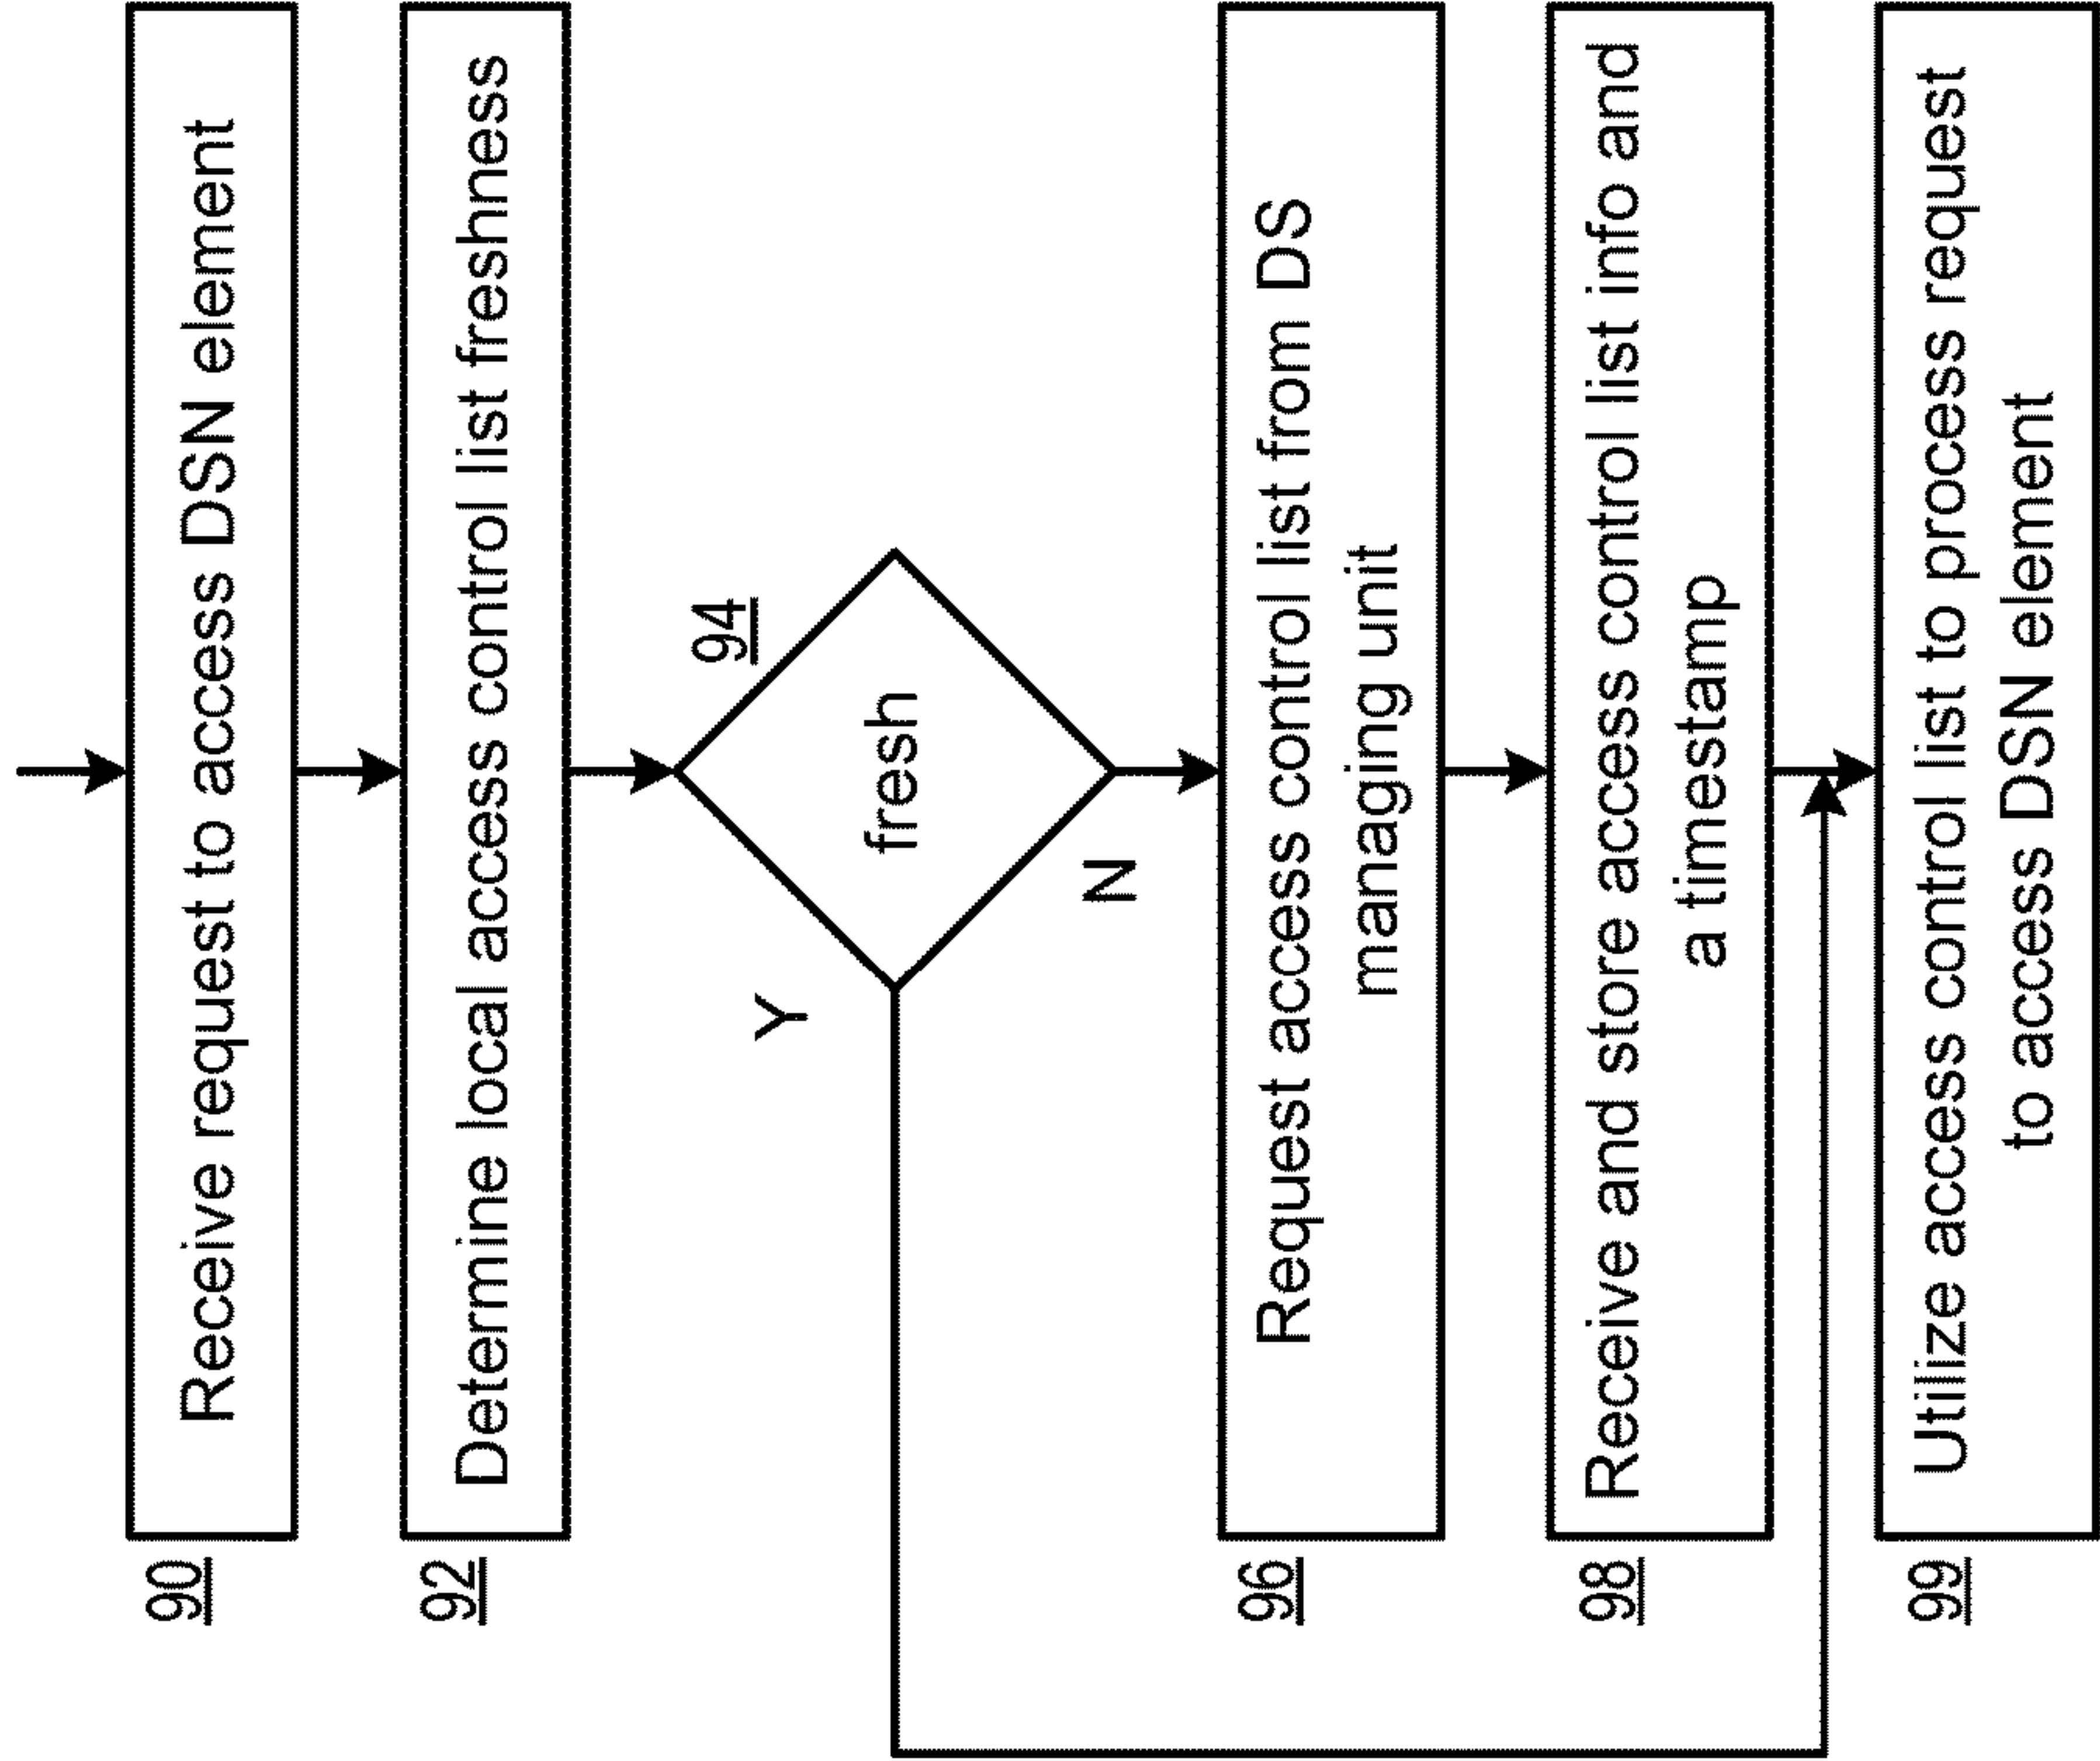 90
Receive request to access DSN element
92
Determine local access control list freshness
94
fresh
Y
N
96
Request access control list from DS
managing unit
98
Receive and store access control list info and
a timestamp
99
Utilize access control list to process request
to access DSN element